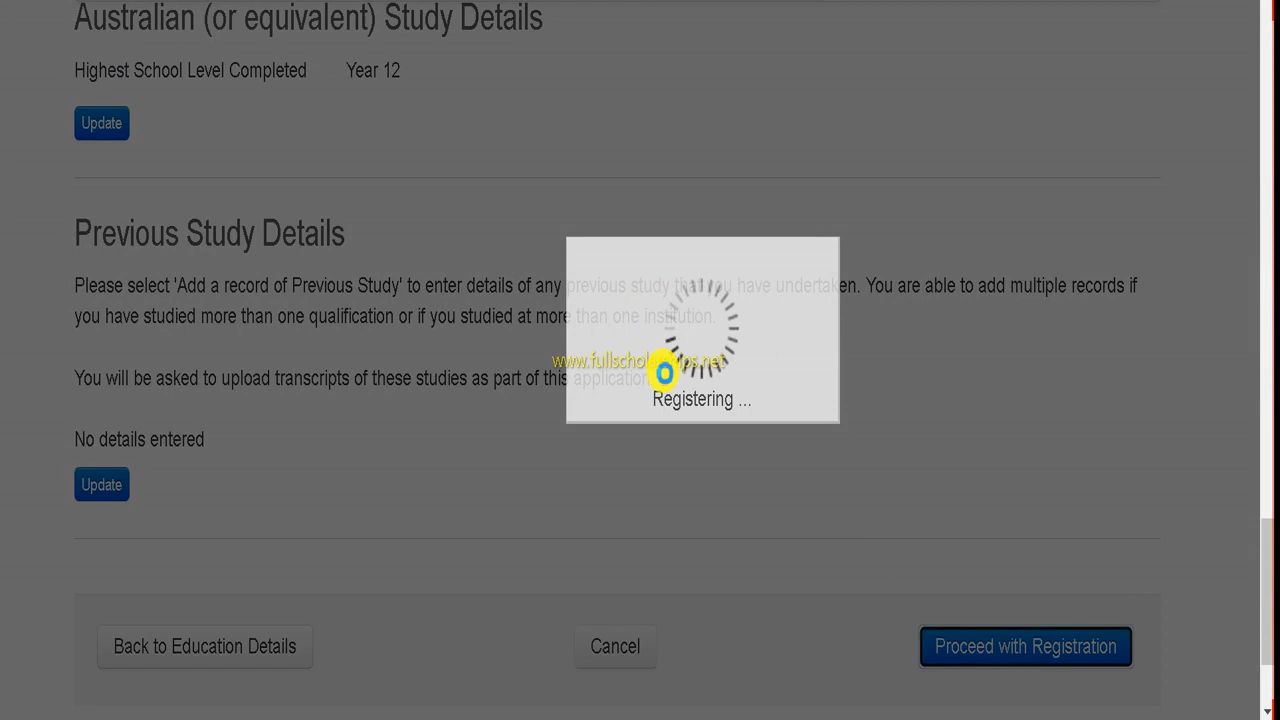 Australian (or equivalent) Study Details
Highest School Level Completed Year 12
Update
Previous Study Details
Please select 'Add a record of Previous Study' to enter details of any previous study that you have undertaken. You are able to add multiple records if
you have studied more than one qualification or if you studied at more than one institution.
www.fullscholarships.net
You will be asked to upload transcripts of these studies as part of this application
Registering ...
No details entered
Update
Back to Education Details Cancel Proceed with Registration